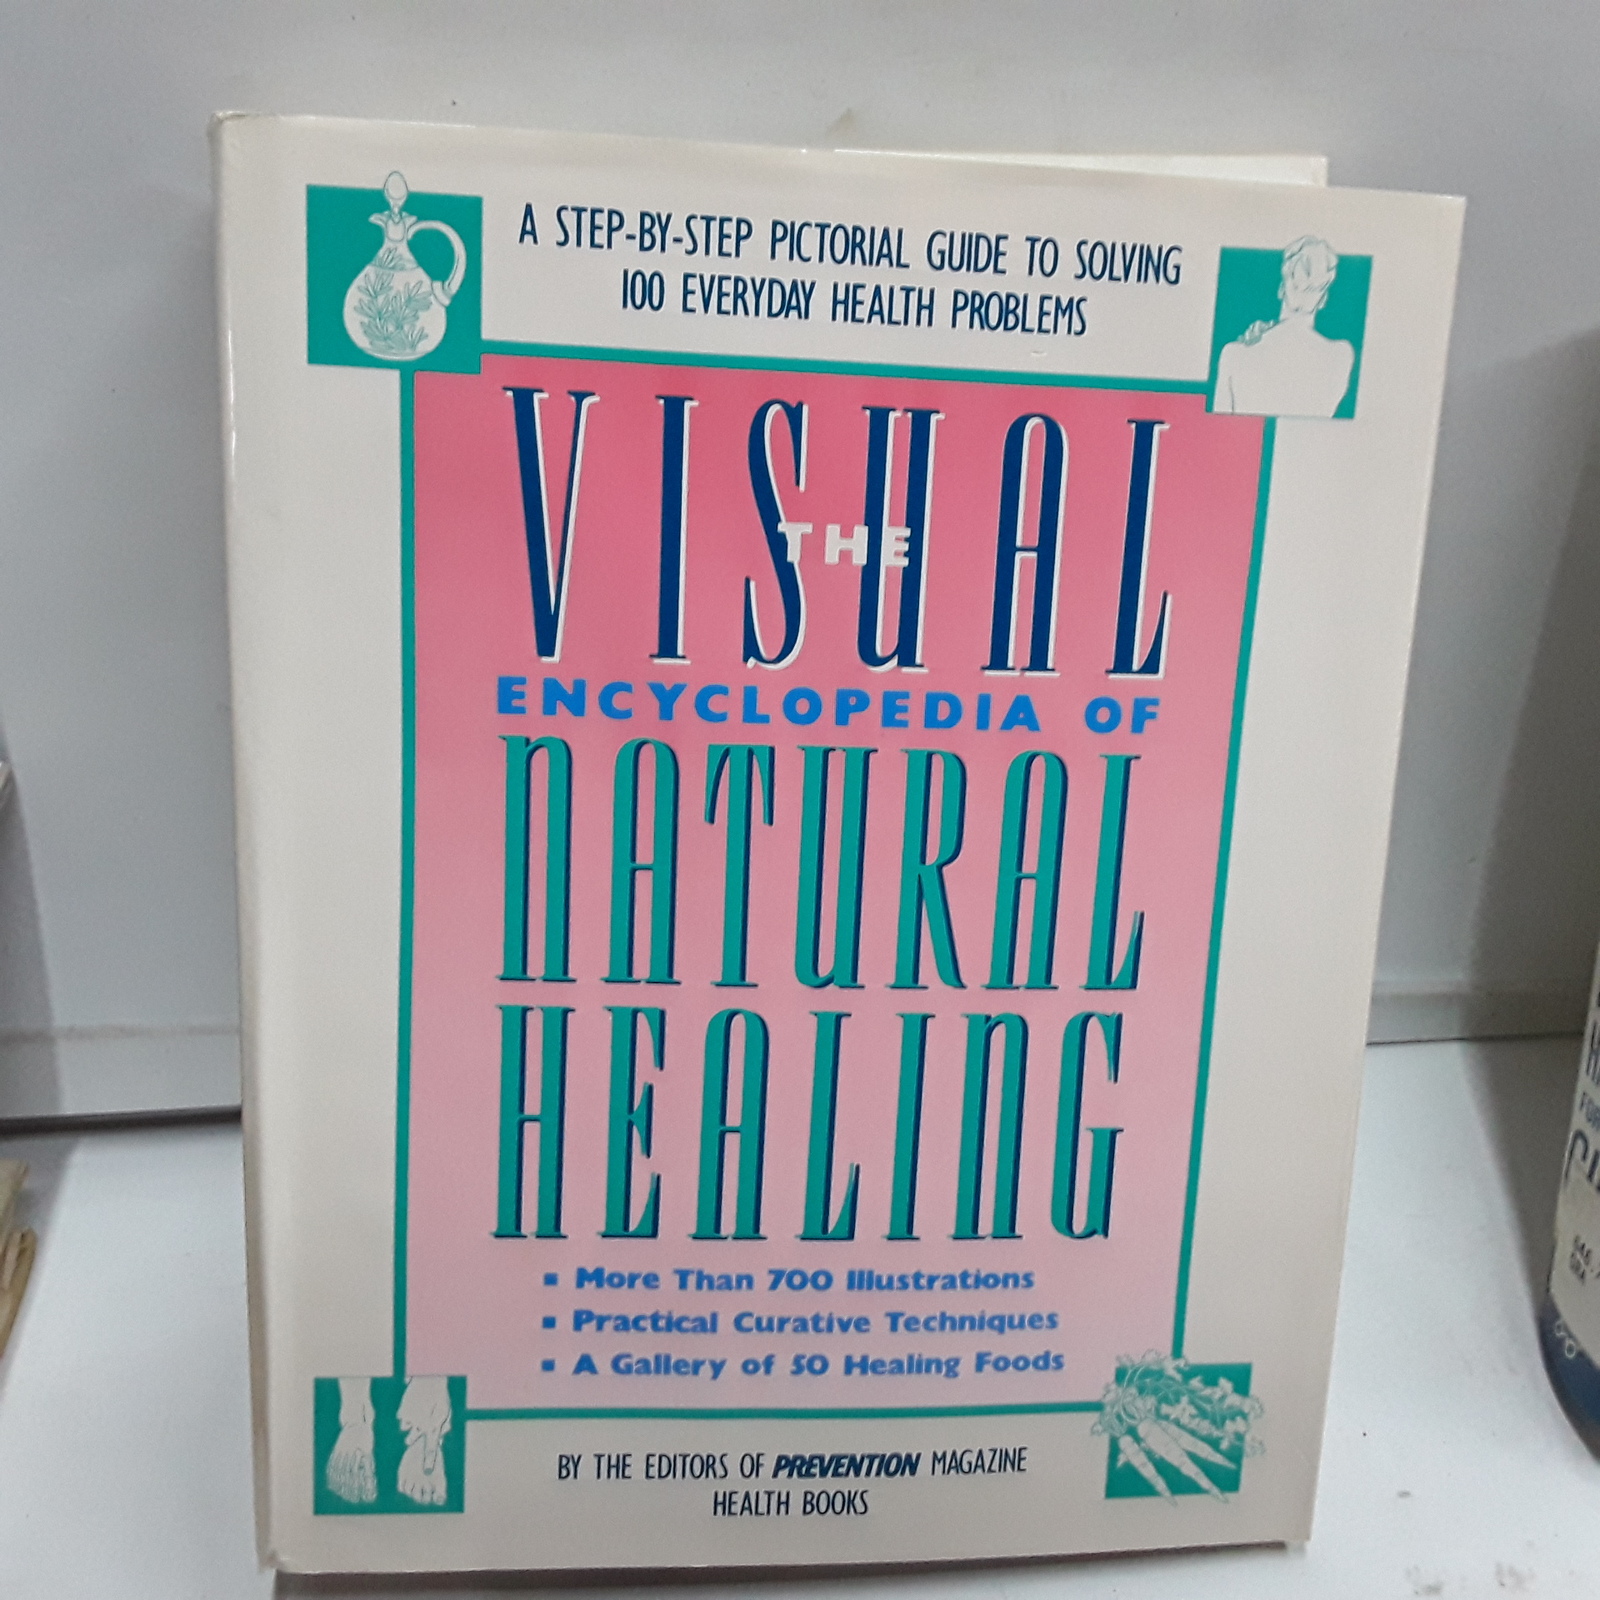 A STEP-BY-STEP PICTORIAL GUIDE TO SOLVING
100 EVERYDAY HEALTH PROBLEMS
THE
VISUAL
ENCYCLOPEDIA OF
NATURAL
HEALING
▪ More Than 700 Illustrations
▪ Practical Curative Techniques
▪ A Gallery of 50 Healing Foods
BY THE EDITORS OF PREVENTION MAGAZINE
HEALTH BOOKS